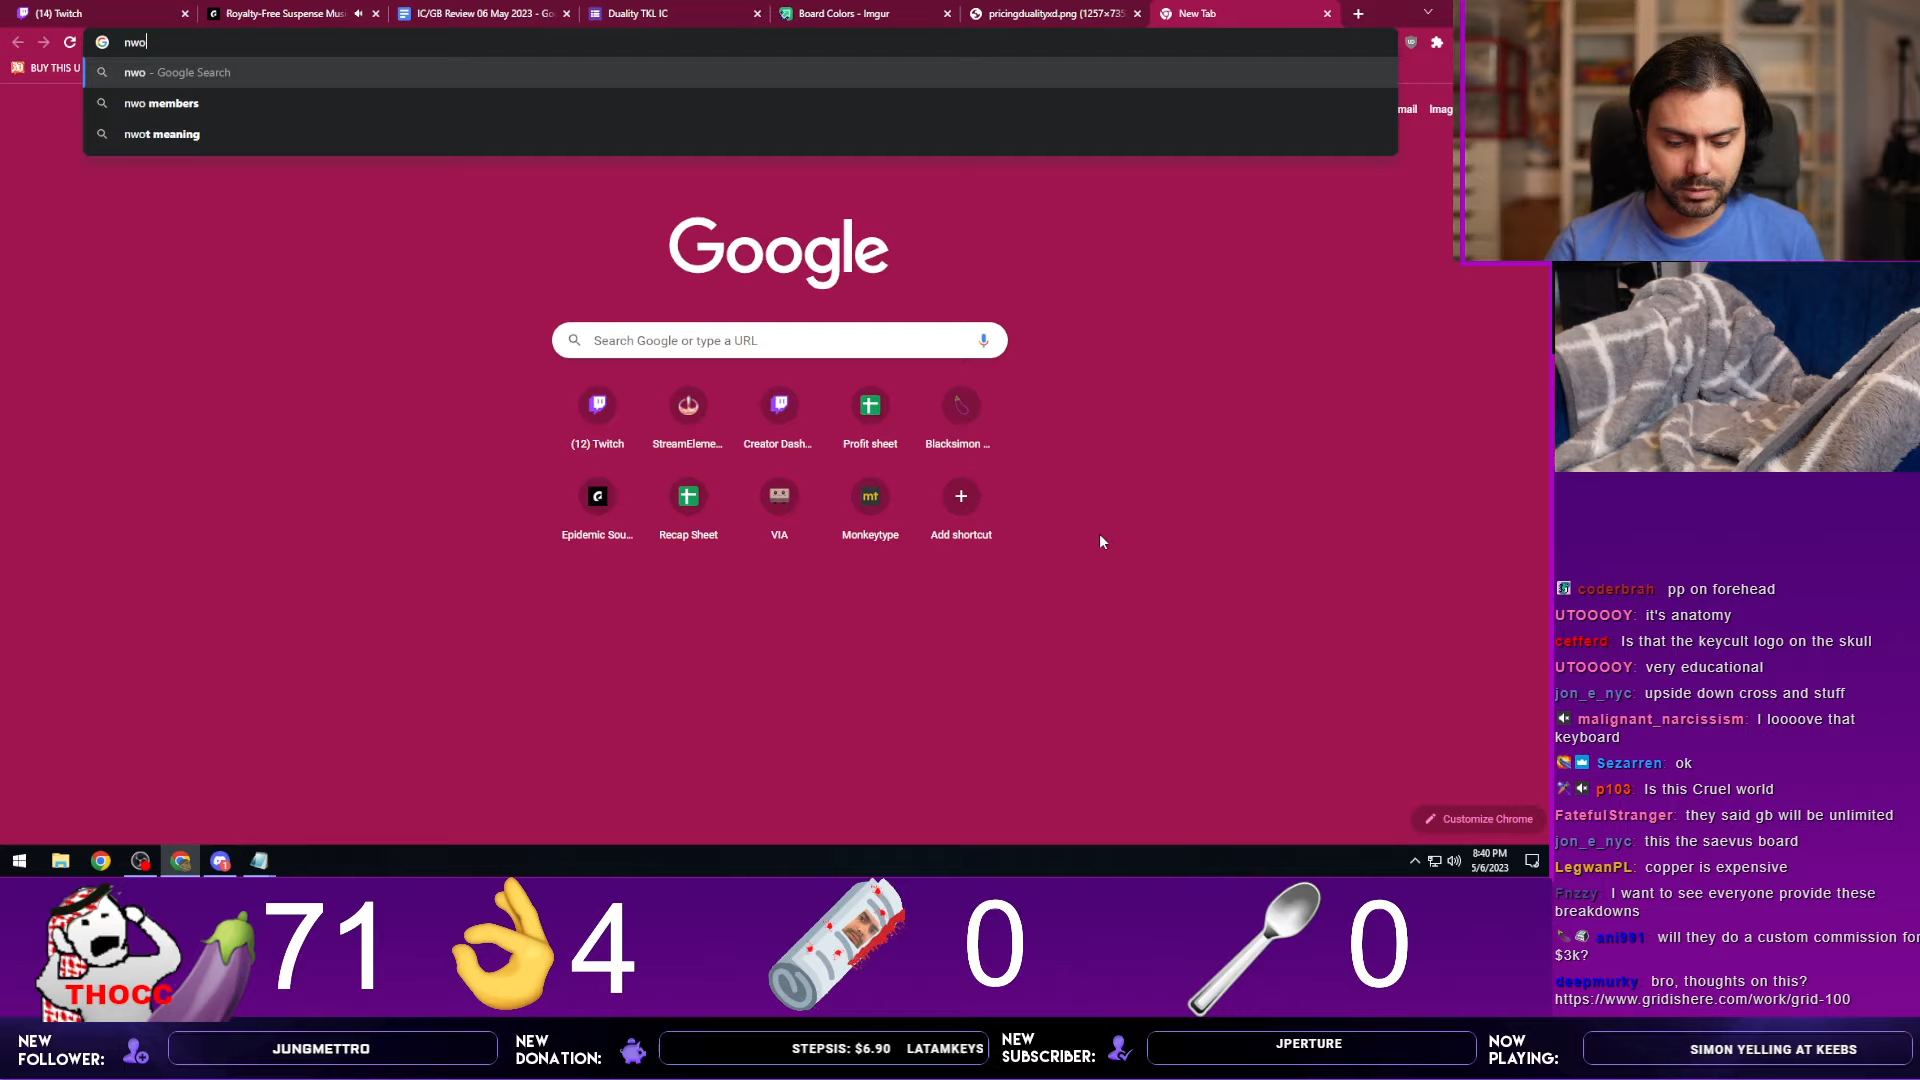 (14) Twitch
Royalty-Free Suspense Musi
IC/GB Review 06 May 2023 - Go
Duality TKL IC
Board Colors - Imgur
pricingdualityxd.png (1257×735
New Tab
nwo
BUY THIS U
nwo - Google Search
nwo members
nwot meaning
mail Imag
Google
Search Google or type a URL
(12) Twitch
StreamEleme...
Creator Dash...
Profit sheet
Blacksimon ...
Epidemic Sou...
Recap Sheet
VIA
mt
Monkeytype
Add shortcut
Customize Chrome
8:40 PM
5/6/2023
coderbrah: pp on forehead
UTOOOOY: it's anatomy
cefferd: Is that the keycult logo on the skull
UTOOOOY: very educational
jon_e_nyc: upside down cross and stuff
malignant_narcissism: I loooove that
keyboard
Sezarren: ok
p103: Is this Cruel world
FatefulStranger: they said gb will be unlimited
jon_e_nyc: this the saevus board
LegwanPL: copper is expensive
Fnzzy: I want to see everyone provide these
breakdowns
ani991: will they do a custom commission for
$3k?
deepmurky: bro, thoughts on this?
https://www.gridishere.com/work/grid-100
THOCC
71
4
0
0
NEW
FOLLOWER:
JUNGMETTRO
NEW
DONATION:
STEPSIS: $6.90 LATAMKEYS
NEW
SUBSCRIBER:
JPERTURE
NOW
PLAYING:
SIMON YELLING AT KEEBS